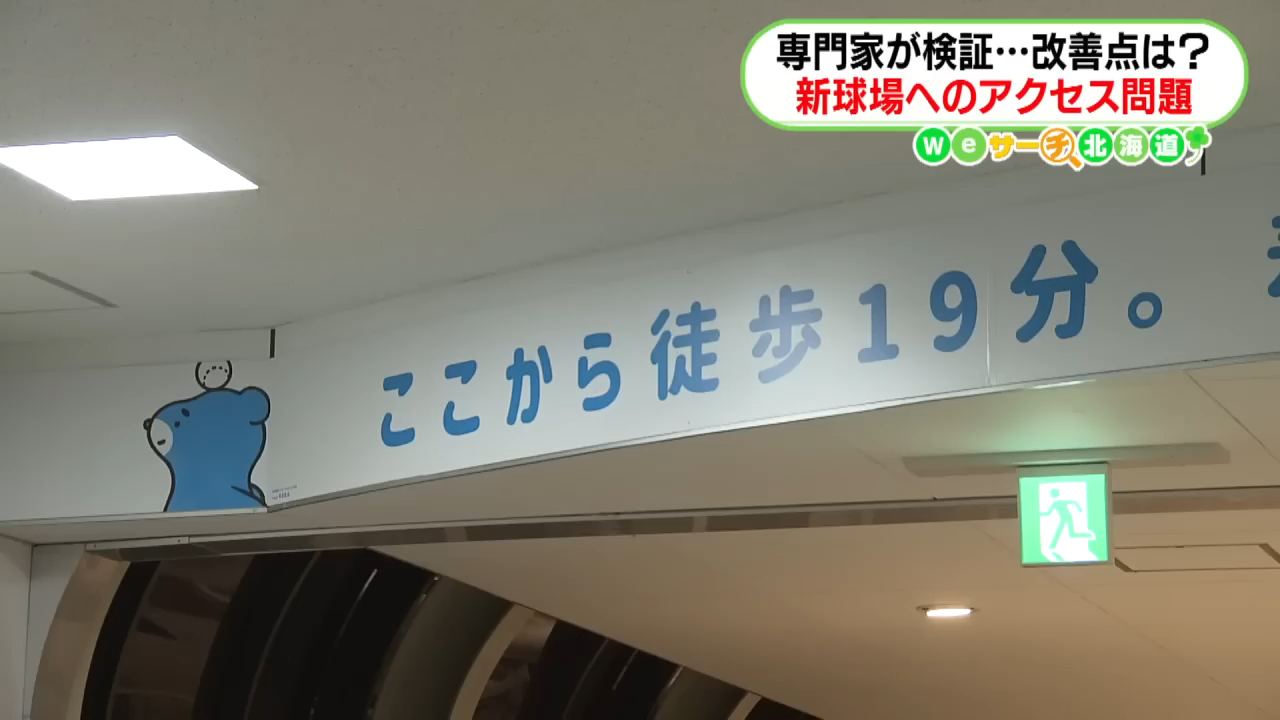 専門家が検証…改善点は?
新球場へのアクセス問題
weサーチ北海道
ここから徒歩19分。